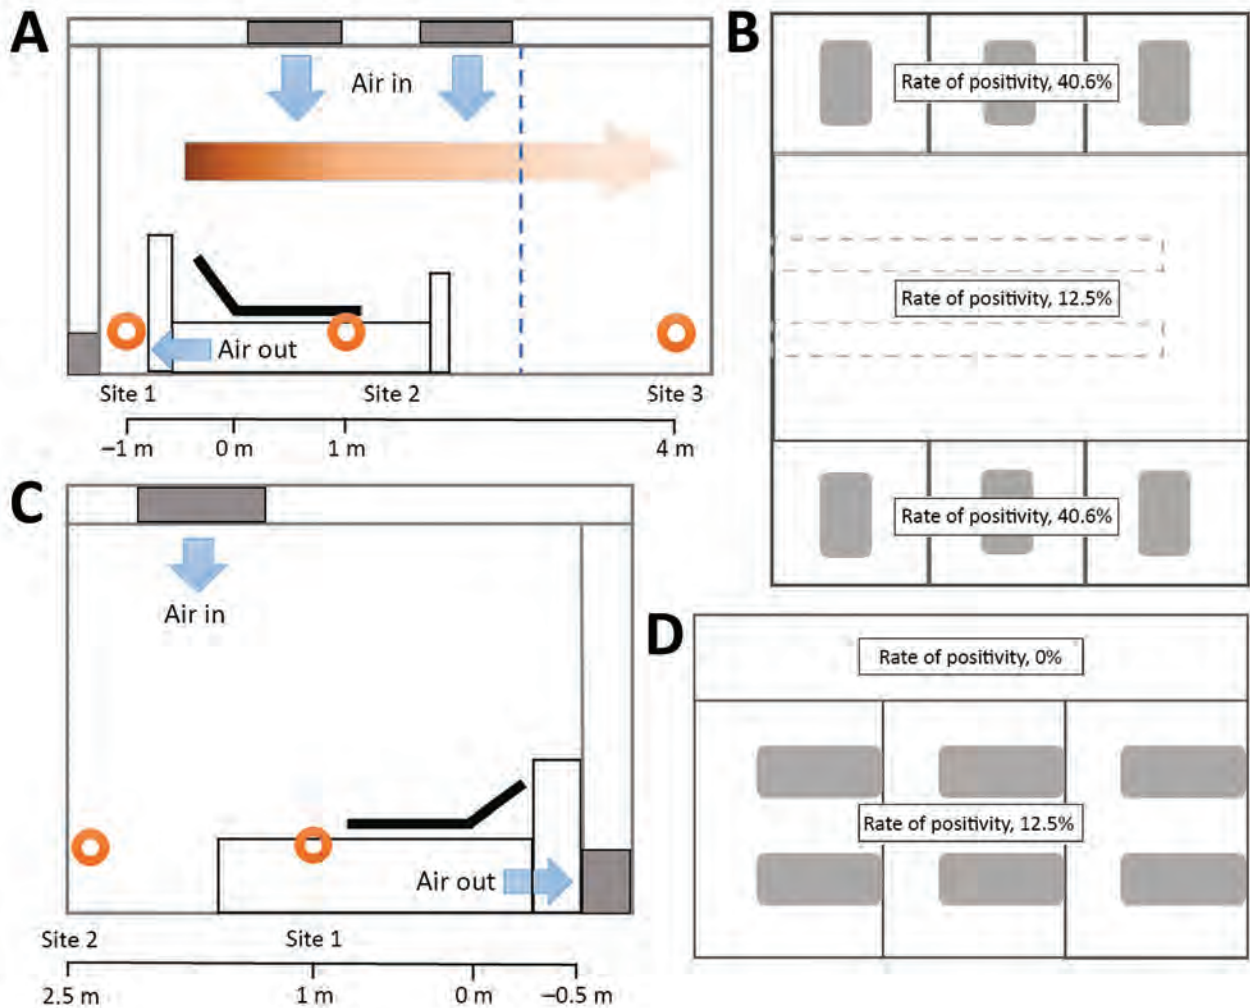 A
Air in
Air out
Site 1 Site 2 Site 3
−1 m 0 m 1 m 4 m
B
Rate of positivity, 40.6%
Rate of positivity, 12.5%
Rate of positivity, 40.6%
C
Air in
Air out
Site 2 Site 1
2.5 m 1 m 0 m −0.5 m
D
Rate of positivity, 0%
Rate of positivity, 12.5%